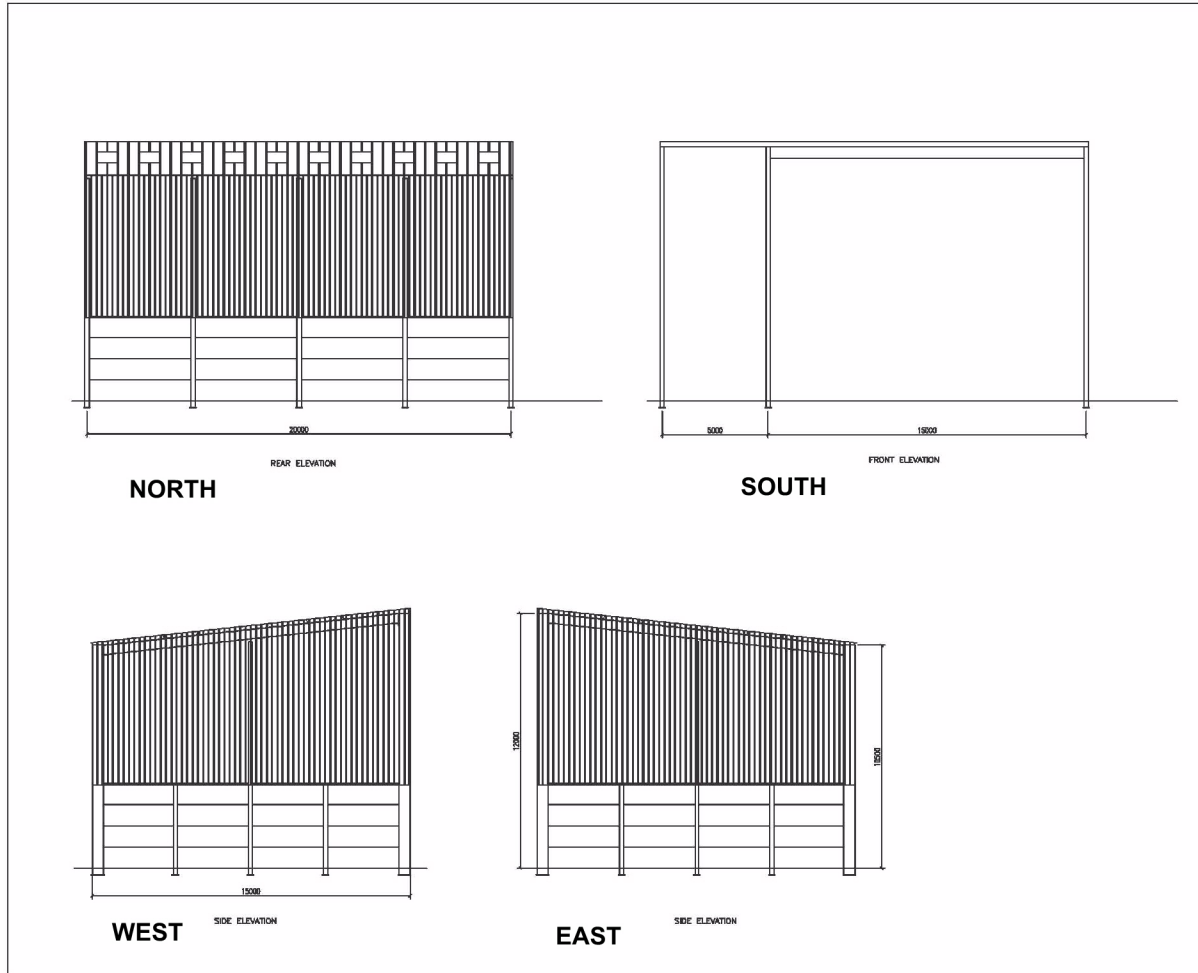 20000
REAR ELEVATION
NORTH
5000
15000
FRONT ELEVATION
SOUTH
15000
SIDE ELEVATION
WEST
12000
10500
SIDE ELEVATION
EAST